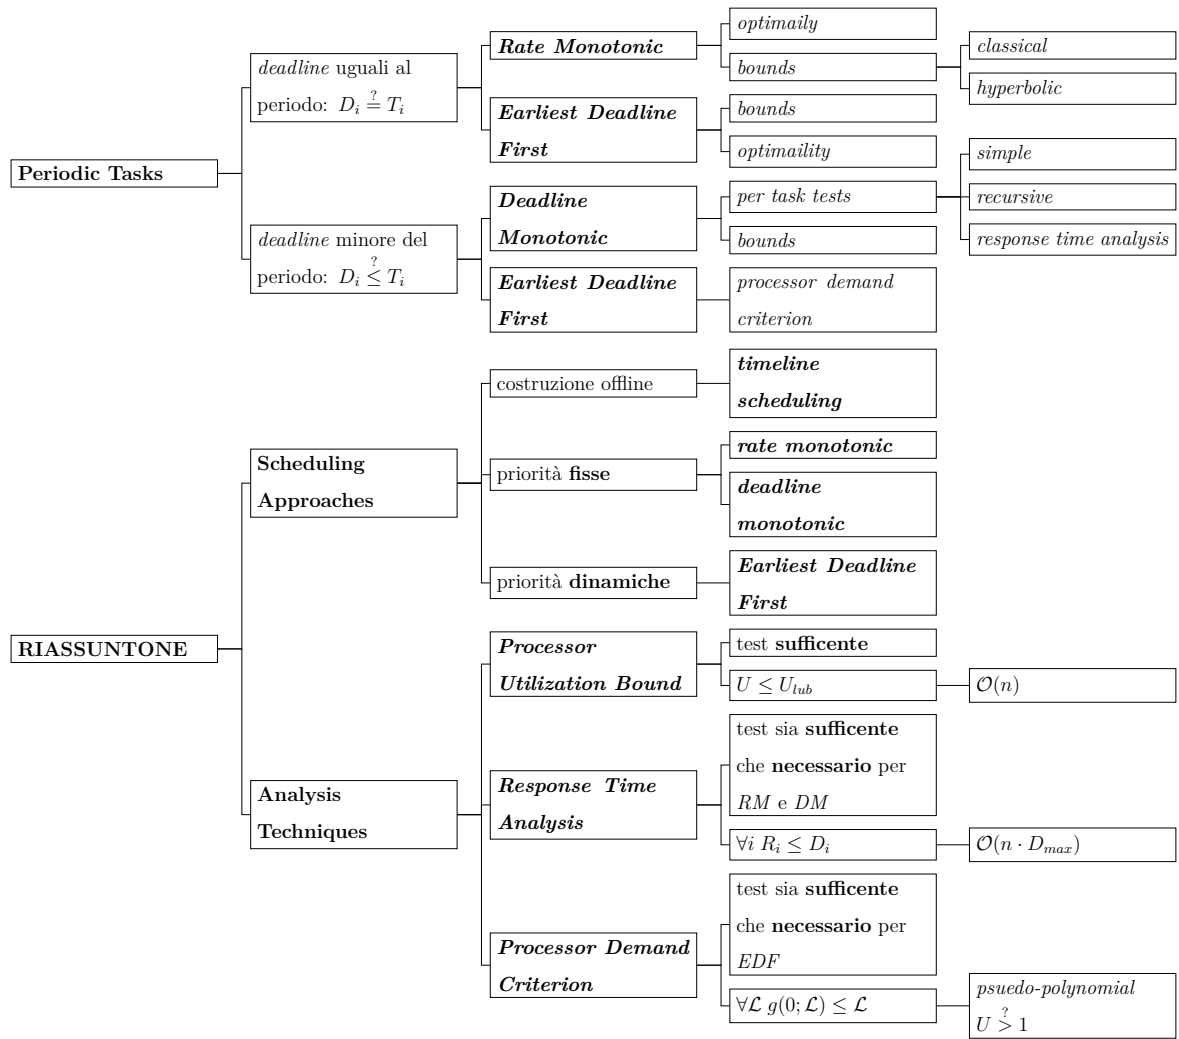 Periodic Tasks
deadline uguali al
periodo: D_i ?= T_i
Rate Monotonic
optimaily
bounds
classical
hyperbolic
Earliest Deadline
First
bounds
optimaility
deadline minore del
periodo: D_i ?≤ T_i
Deadline
Monotonic
per task tests
simple
recursive
response time analysis
bounds
Earliest Deadline
First
processor demand
criterion
RIASSUNTONE
Scheduling
Approaches
costruzione offline
timeline
scheduling
priorità fisse
rate monotonic
deadline
monotonic
priorità dinamiche
Earliest Deadline
First
Analysis
Techniques
Processor
Utilization Bound
test sufficente
U ≤ U_lub
𝒪(n)
Response Time
Analysis
test sia sufficente
che necessario per
RM e DM
∀i R_i ≤ D_i
𝒪(n · D_max)
Processor Demand
Criterion
test sia sufficente
che necessario per
EDF
∀ℒ g(0; ℒ) ≤ ℒ
psuedo-polynomial
U ?> 1